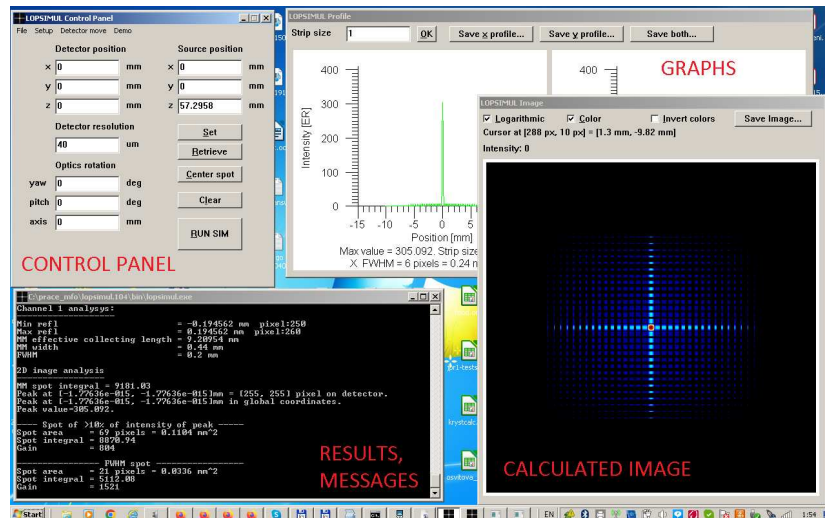 LOPSIMUL Control Panel
File Setup Detector move Demo
Detector position Source position
x 0 mm x 0 mm
y 0 mm y 0 mm
z 0 mm z 57.2958 mm
Detector resolution
40 um
Set
Retrieve
Optics rotation
Center spot
yaw 0 deg
pitch 0 deg
Clear
axis 0 mm
RUN SIM
CONTROL PANEL
LOPSIMUL Profile
Strip size 1 OK Save x profile... Save y profile... Save both...
400
300
200
100
0
Intensity [ER]
-15 -10 -5 0 5
Position [mm]
Max value = 305.092. Strip size
X FWHM = 6 pixels = 0.24 m
400
GRAPHS
LOPSIMUL Image
Logarithmic Color Invert colors Save Image...
Cursor at [288 px, 10 px] = [1.3 mm, -9.82 mm]
Intensity: 0
CALCULATED IMAGE
C:\prace_mfo\lopsimul.104\bin\lopsimul.exe
Channel 1 analysys:
Min refl = -0.194562 mm pixel:250
Max refl = 0.194562 mm pixel:260
MM effective collecting length = 9.20954 mm
MM width = 0.44 mm
FWHM = 0.2 mm
2D image analysis
MM spot integral = 9181.03
Peak at [-1.77636e-015, -1.77636e-015]mm = [255, 255] pixel on detector.
Peak at [-1.77636e-015, -1.77636e-015]mm in global coordinates.
Peak value=305.092.
---- Spot of >10% of intensity of peak -----
Spot area = 69 pixels = 0.1104 mm^2
Spot integral = 8870.94
Gain = 804
---------------- FWHM spot ----------------
Spot area = 21 pixels = 0.0336 mm^2
Spot integral = 5112.08
Gain = 1521
RESULTS,
MESSAGES
pr1-tests
krystcalc
osvitova_
Start
EN
1:54